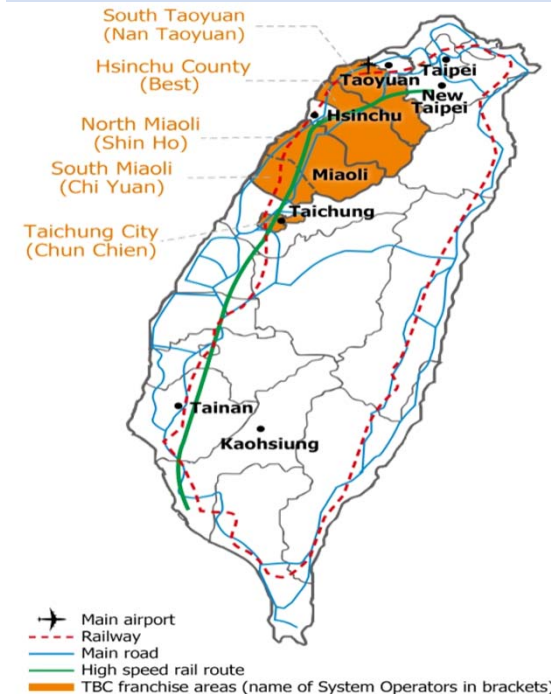 South Taoyuan
(Nan Taoyuan)
Hsinchu County
(Best)
North Miaoli
(Shin Ho)
South Miaoli
(Chi Yuan)
Taichung City
(Chun Chien)
Taoyuan
Taipei
New
Taipei
Hsinchu
Miaoli
Taichung
Tainan
Kaohsiung
Main airport
Railway
Main road
High speed rail route
TBC franchise areas (name of System Operators in brackets)